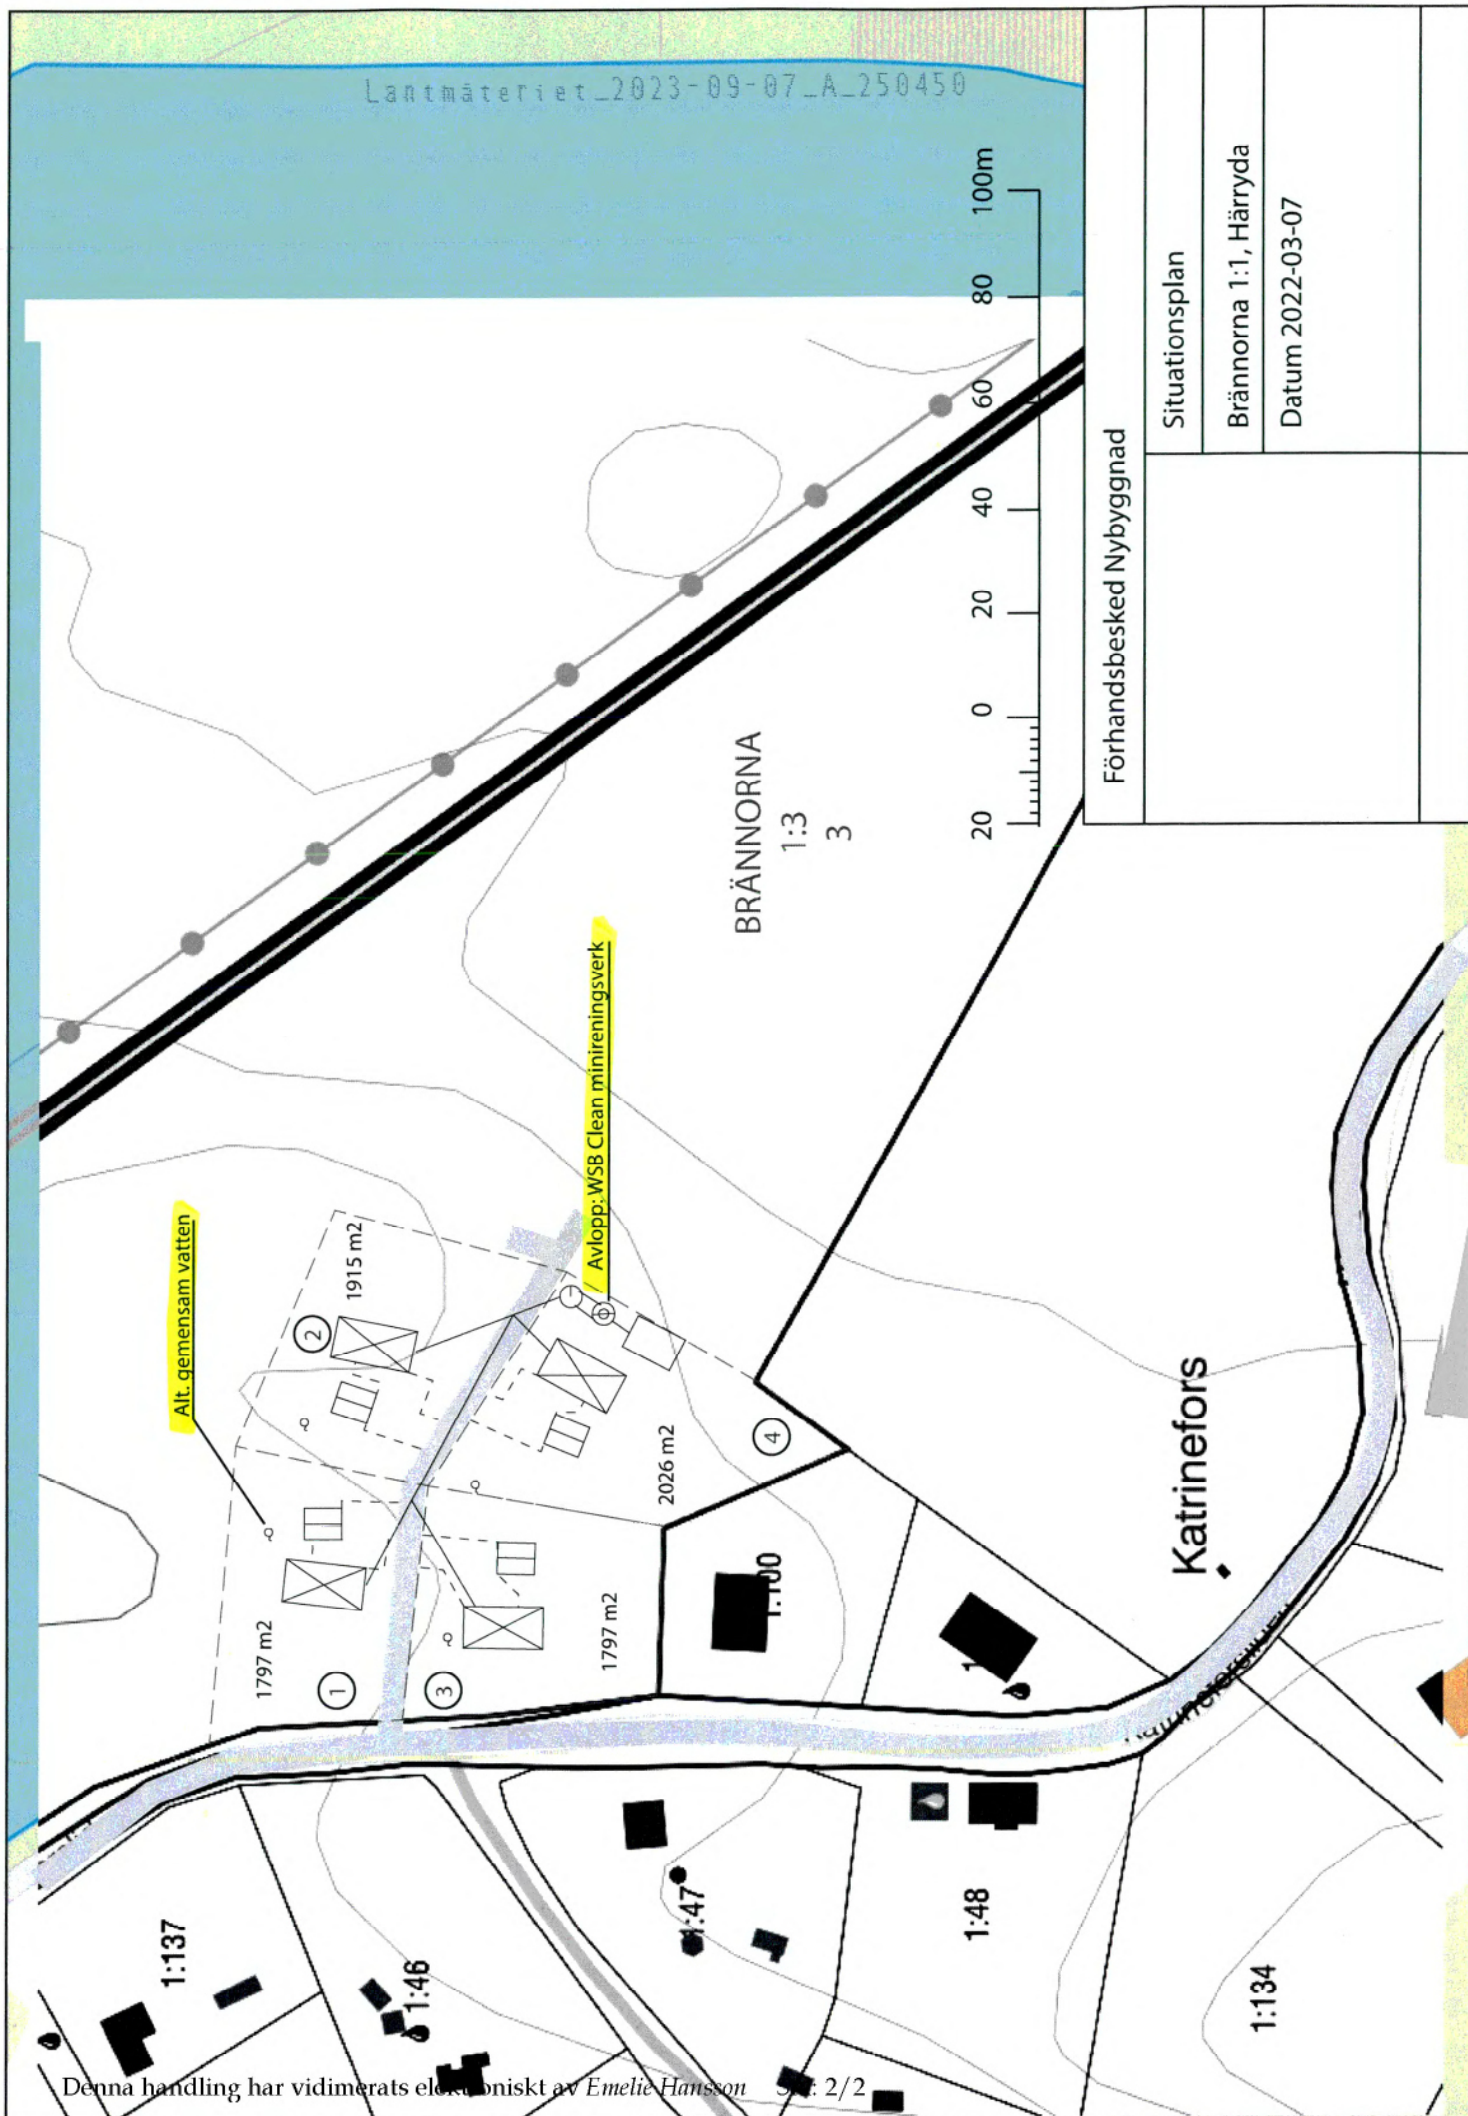 Lantmäteriet_2023-09-07_A_250450
Alt. gemensam vatten
Avlopp: WSB Clean minireningsverk
BRÄNNORNA
1:3
3
1915 m2
2
1797 m2
1
3
1797 m2
2026 m2
4
1:100
Katrinefors
1:137
1:46
1:47
1:48
1:134
20 0 20 40 60 80 100m
Förhandsbesked Nybyggnad
Situationsplan
Brännorna 1:1, Härryda
Datum 2022-03-07
Denna handling har vidimerats elektroniskt av Emelie Hansson
2/2